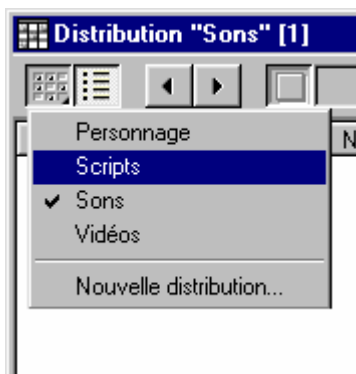 Distribution "Sons" [1]
Personnage
N
Scripts
Sons
Vidéos
Nouvelle distribution...